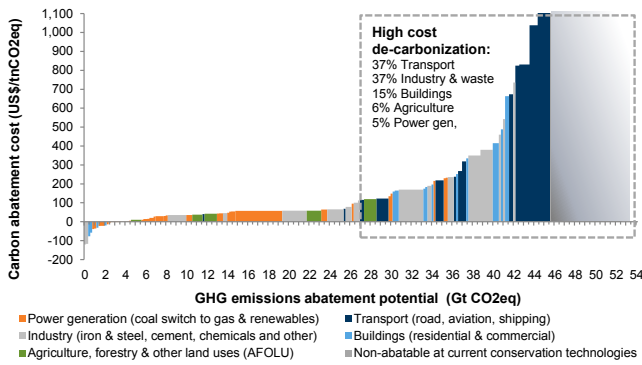 Carbon abatement cost (US$/tnCO2eq)
1,100
1,000
900
800
700
600
500
400
300
200
100
0
-100
-200
High cost
de-carbonization:
37% Transport
37% Industry & waste
15% Buildings
6% Agriculture
5% Power gen,
0 2 4 6 8 10 12 14 16 18 20 22 24 26 28 30 32 34 36 38 40 42 44 46 48 50 52 54
GHG emissions abatement potential (Gt CO2eq)
Power generation (coal switch to gas & renewables)
Transport (road, aviation, shipping)
Industry (iron & steel, cement, chemicals and other)
Buildings (residential & commercial)
Agriculture, forestry & other land uses (AFOLU)
Non-abatable at current conservation technologies